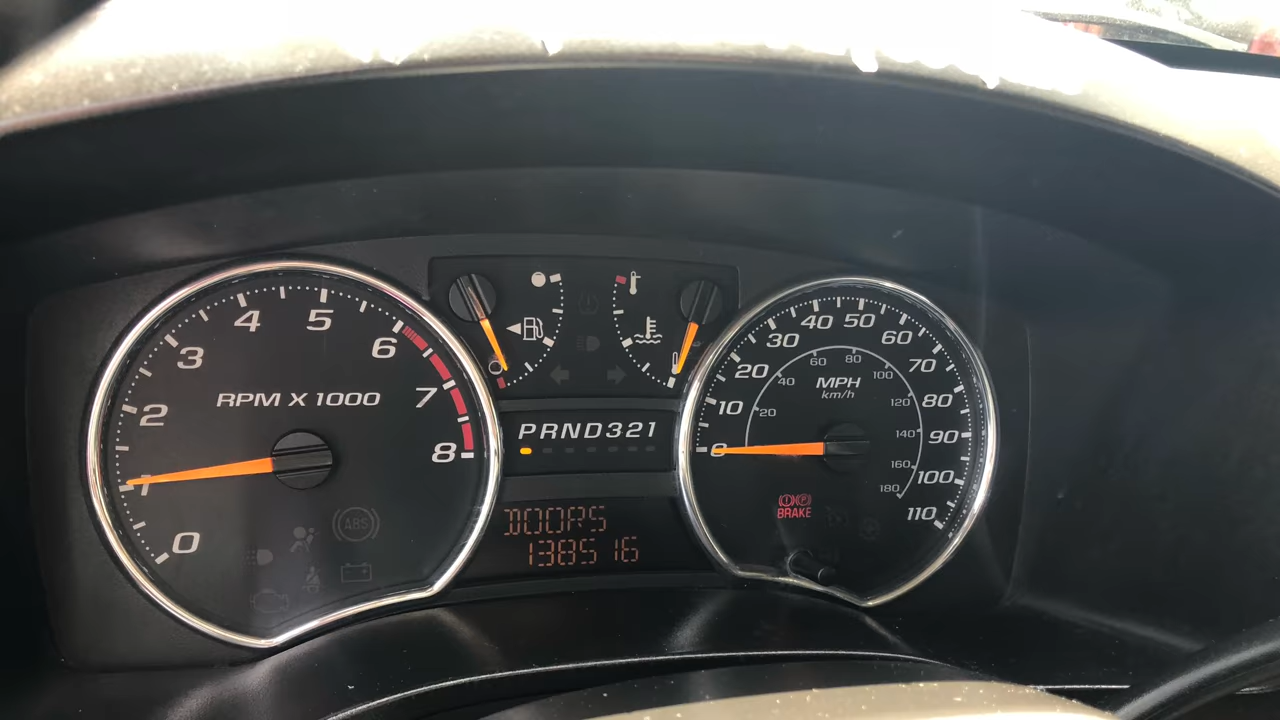 4 5
3 6
2 7
1 8
0
RPM X 1000
ABS
PRND321
DOORS
138516
0 10 20 30 40 50 60 70 80 90 100 110
20 40 60 80 100 120 140 160 180
MPH
km/h
BRAKE